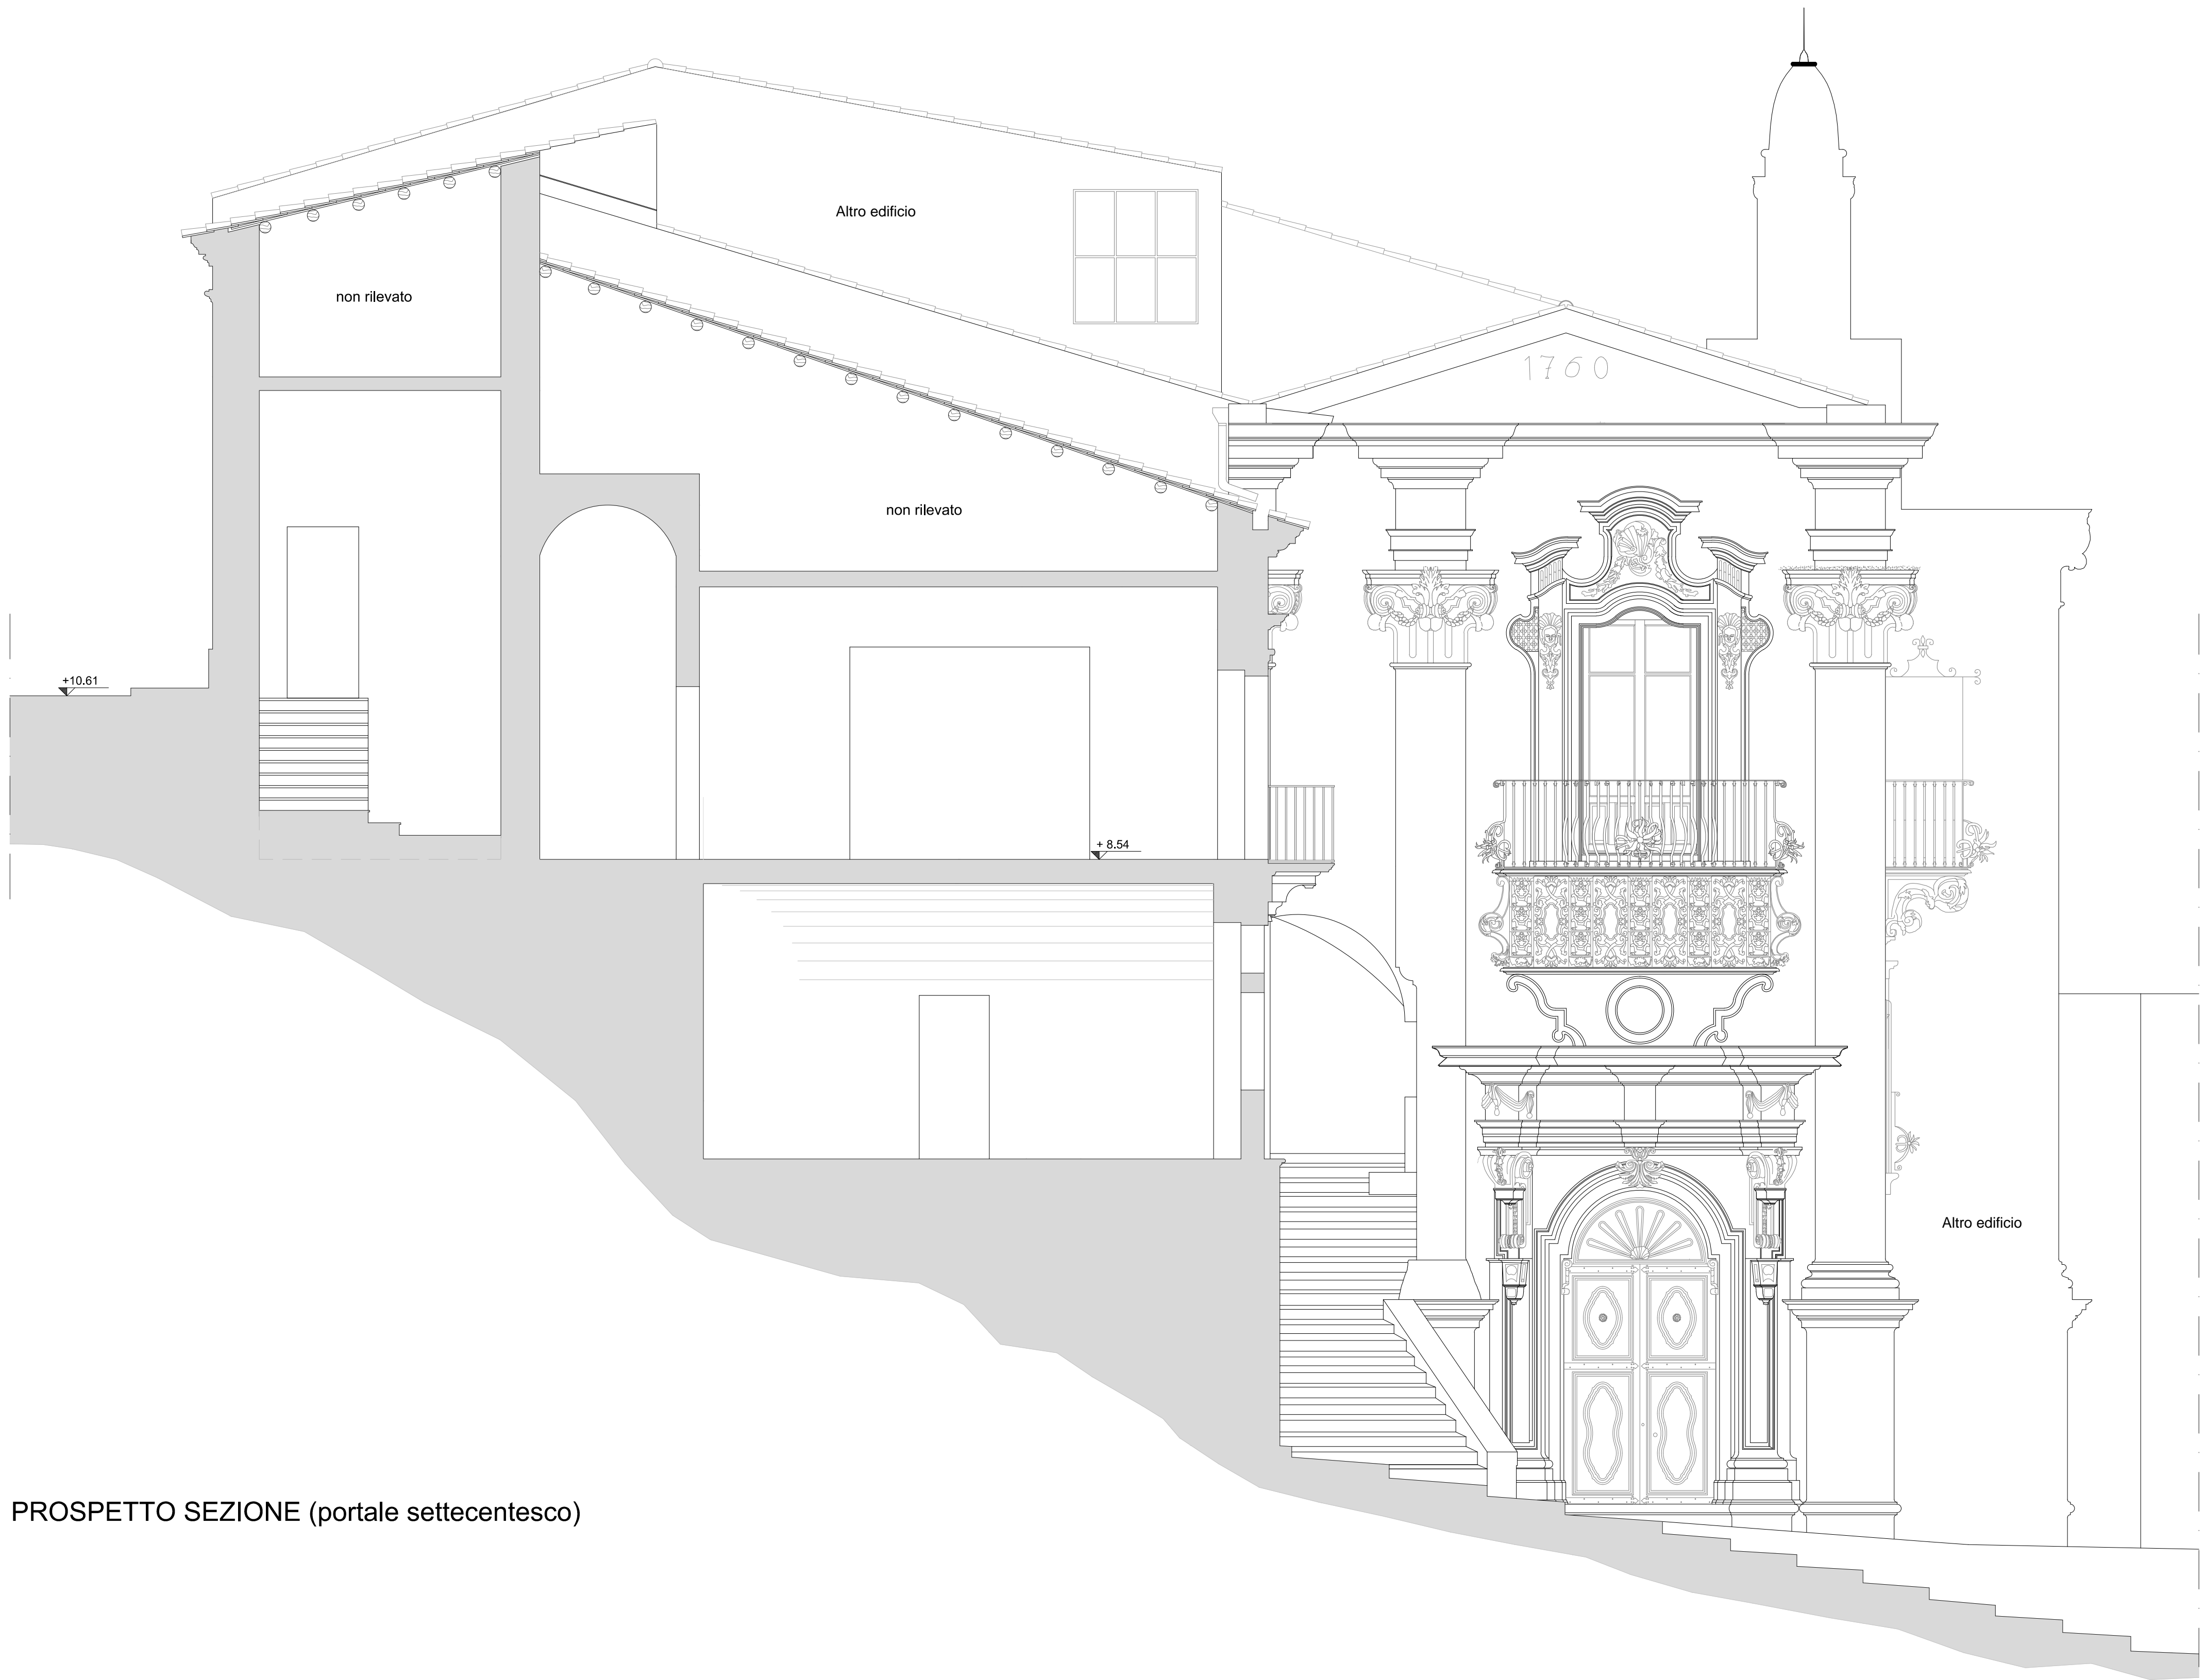 Altro edificio
non rilevato
1760
non rilevato
+10.61
+ 8.54
Altro edificio
PROSPETTO SEZIONE (portale settecentesco)